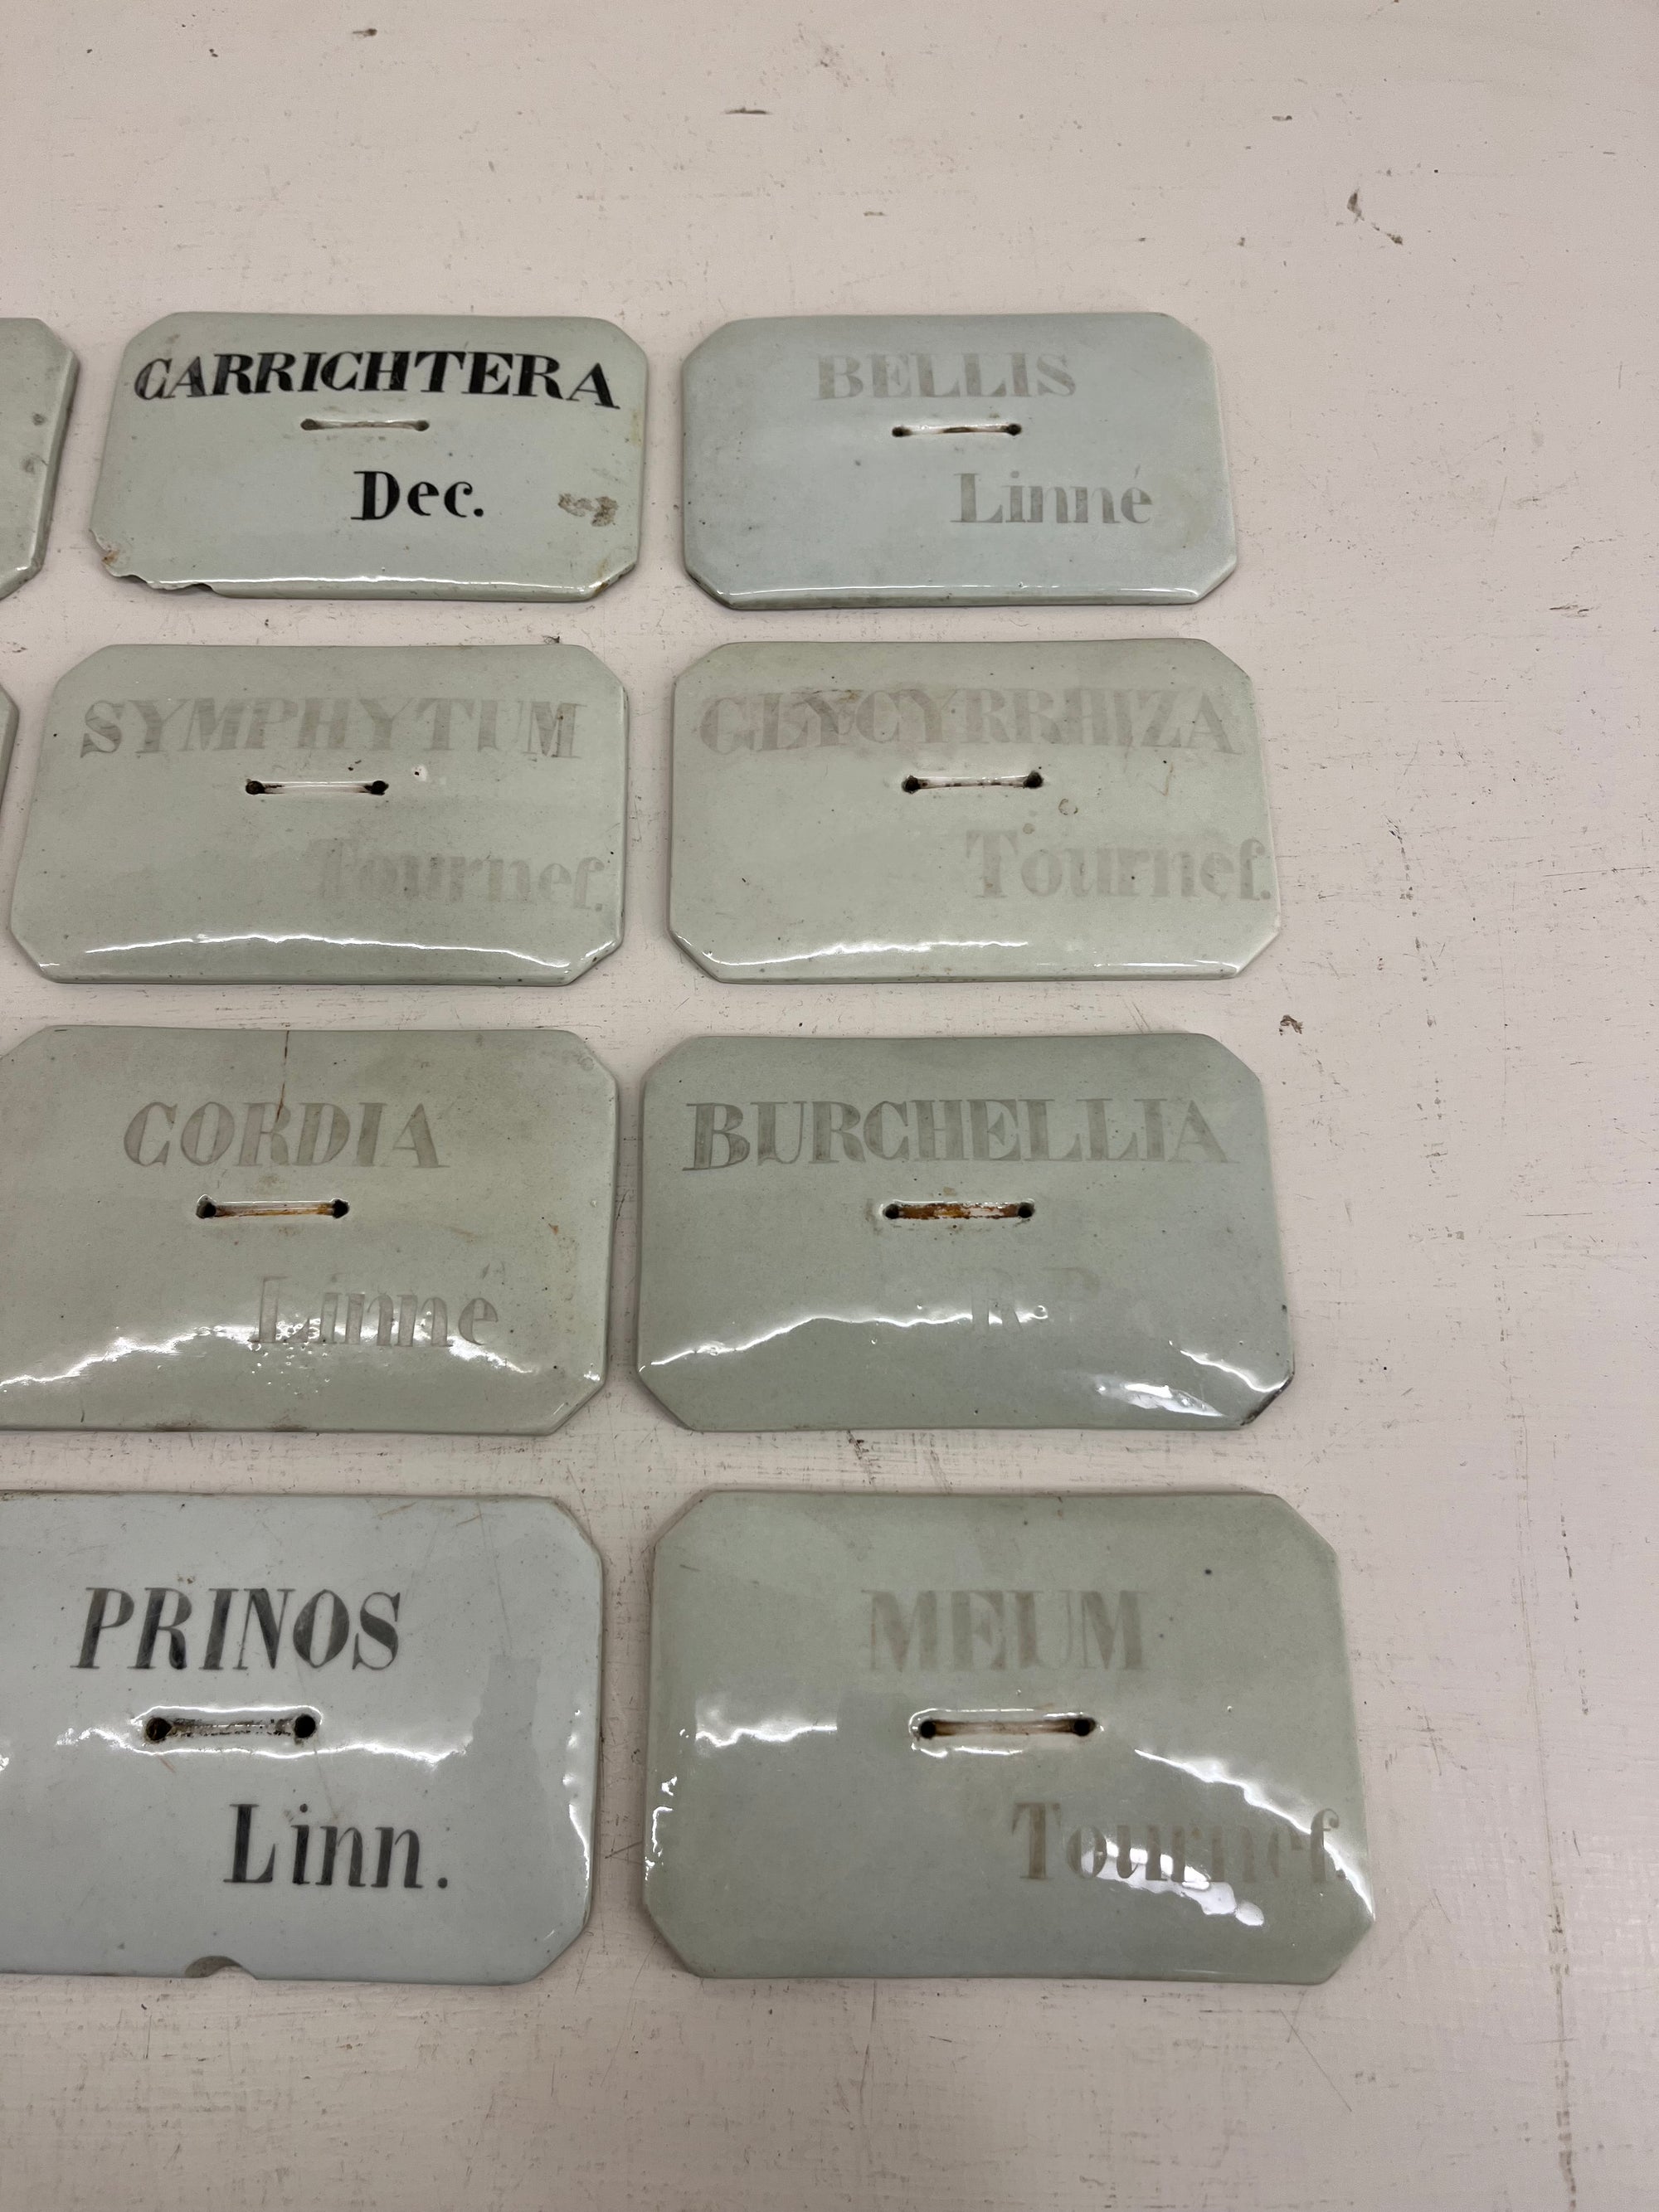 CARRICHTERA
Dec.
BELLIS
Linné
SYMPHYTUM
Tournef.
GLYCYRRHIZA
Tournef.
CORDIA
Linné
BURCHELLIA
R. B.
PRINOS
Linn.
MEUM
Tournef.